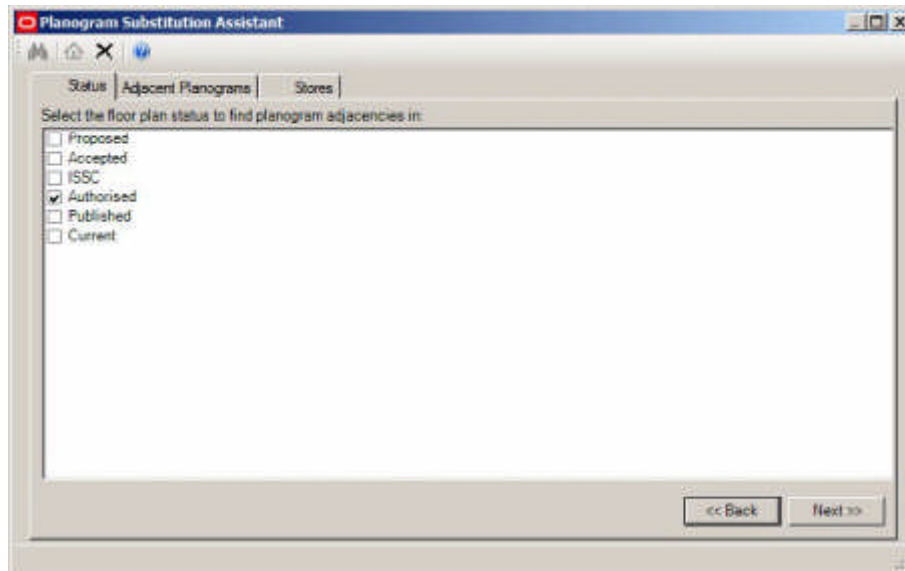 Planogram Substitution Assistant
Status Adjacent Planograms Stores
Select the floor plan status to find planogram adjacencies in:
Proposed
Accepted
ISSC
Authorised
Published
Current
<< Back Next >>